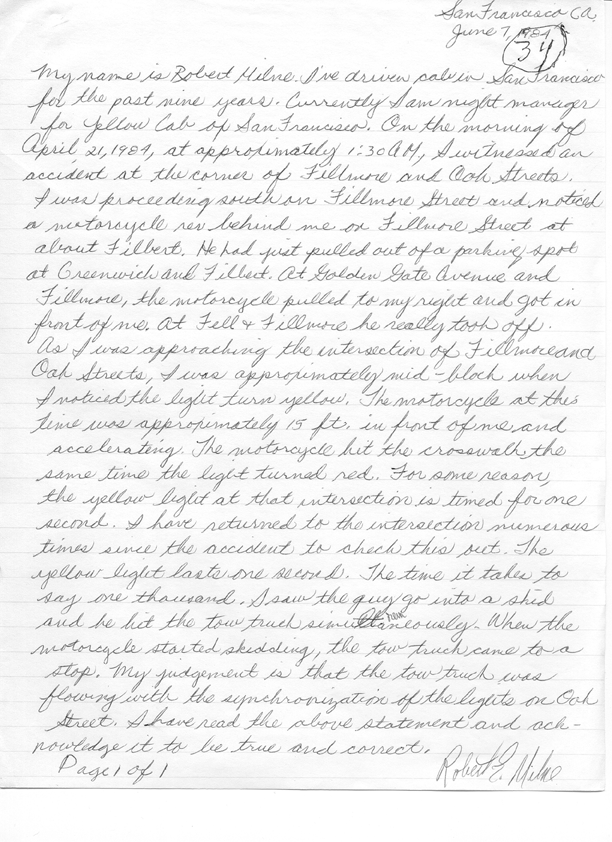 San Francisco CA.
June 7, 1984
34
My name is Robert Milne. I've driven cab in San Francisco
for the past nine years. Currently I am night manager
for Yellow Cab of San Francisco. On the morning of
April, 21, 1984, at approximately 1:30 AM, I witnessed an
accident at the corner of Fillmore and Oak Streets.
I was proceeding south on Fillmore Street and noticed
a motorcycle rev behind me on Fillmore Street at
about Filbert. He had just pulled out of a parking spot
at Greenwich and Filbert. At Golden Gate Avenue and
Fillmore, the motorcycle pulled to my right and got in
front of me. At Fell & Fillmore he really took off.
As I was approaching the intersection of Fillmore and
Oak Streets, I was approximately mid-block when
I noticed the light turn yellow. The motorcycle at this
time was approximately 15 ft. in front of me and
accelerating. The motorcycle hit the crosswalk the
same time the light turned red. For some reason,
the yellow light at that intersection is timed for one
second. I have returned to the intersection numerous
times since the accident to check this out. The
yellow light lasts one second. The time it takes to
say one thousand. I saw the guy go into a skid
and he hit the tow truck simultaneously. When the
motorcycle started skidding, the tow truck came to a
stop. My judgement is that the tow truck was
flowing with the synchronization of the lights on Oak
Street. I have read the above statement and ack-
nowledge it to be true and correct.
Page 1 of 1
Robert E. Milne